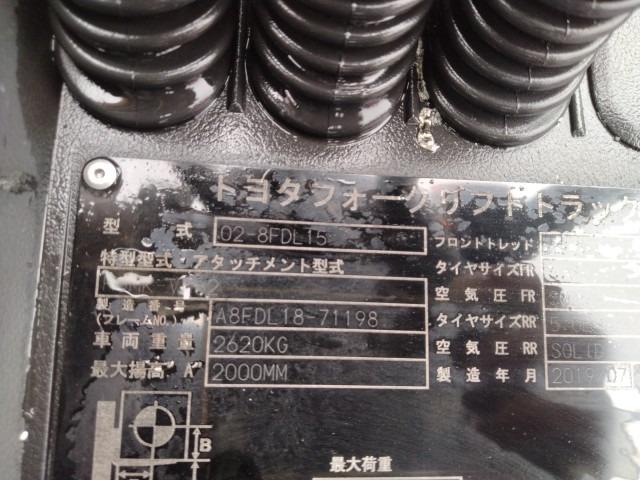 トヨタフォークリフトトラック
型 式 02-8FDL15 フロントトレッド
特型型式・アタッチメント型式 タイヤサイズFR
空気圧 FR
製造番号
(フレームNO.) A8FDL18-71198 タイヤサイズRR
車両重量 2620KG 空気圧 RR SOLID
最大揚高 "A" 2000MM 製造年月 2019 07
B
最大荷重